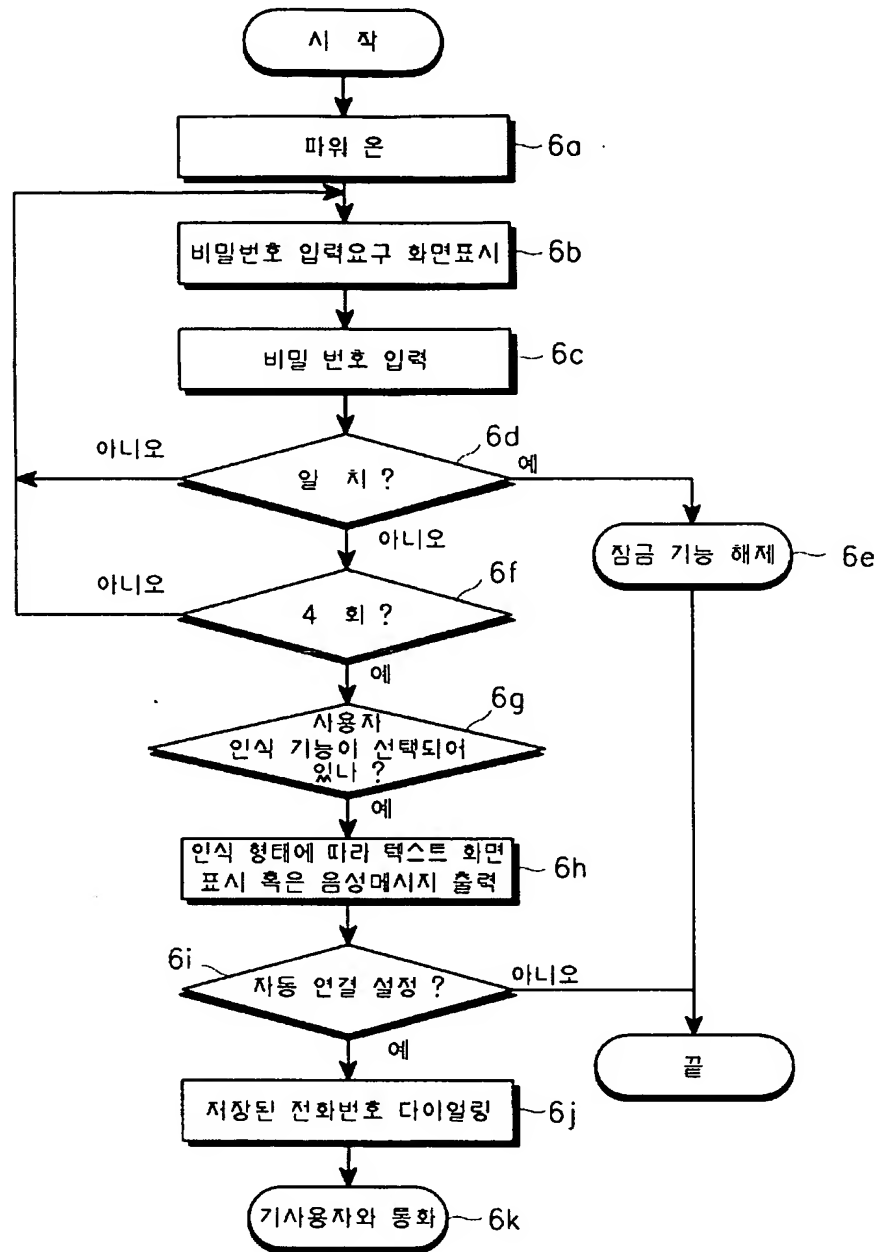 시 작
파워 온
6a
비밀번호 입력요구 화면표시
6b
비밀 번호 입력
6c
6d
아니오
예
일 치 ?
아니오
잠금 기능 해제
6e
6f
아니오
4 회 ?
예
6g
사용자
인식 기능이 선택되어
있나 ?
예
인식 형태에 따라 텍스트 화면
표시 혹은 음성메시지 출력
6h
6i
아니오
자동 연결 설정 ?
예
끝
저장된 전화번호 다이얼링
6j
기사용자와 통화
6k